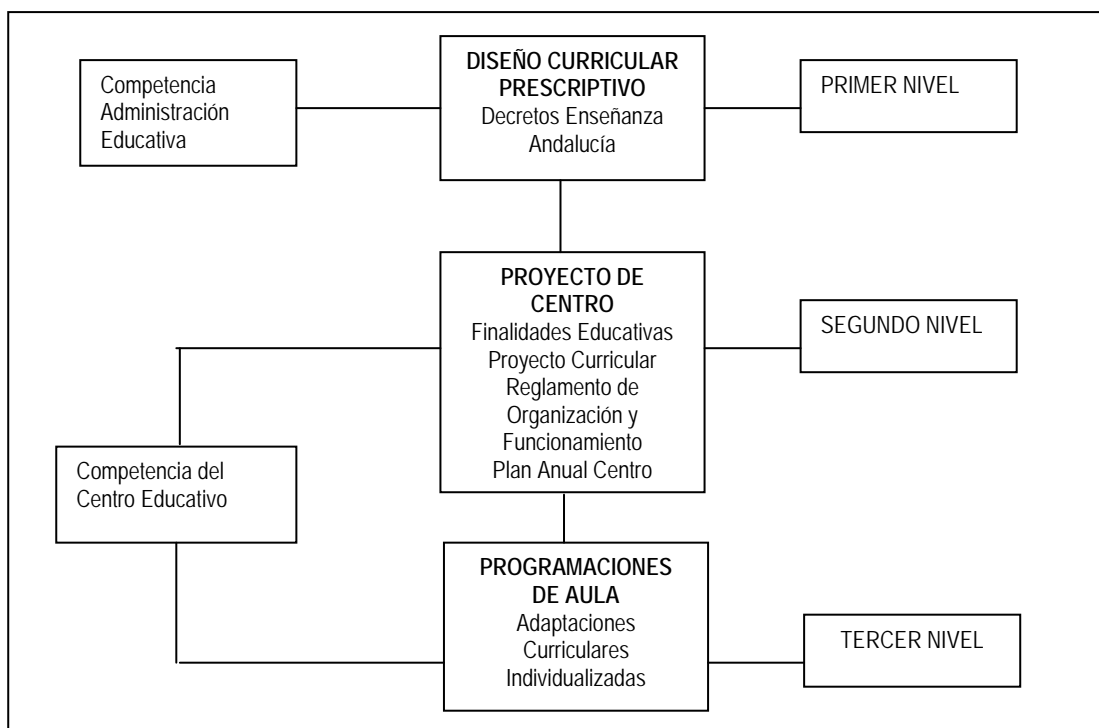 Competencia
Administración
Educativa
DISEÑO CURRICULAR
PRESCRIPTIVO
Decretos Enseñanza
Andalucía
PRIMER NIVEL
PROYECTO DE
CENTRO
Finalidades Educativas
Proyecto Curricular
Reglamento de
Organización y
Funcionamiento
Plan Anual Centro
SEGUNDO NIVEL
Competencia del
Centro Educativo
PROGRAMACIONES
DE AULA
Adaptaciones
Curriculares
Individualizadas
TERCER NIVEL